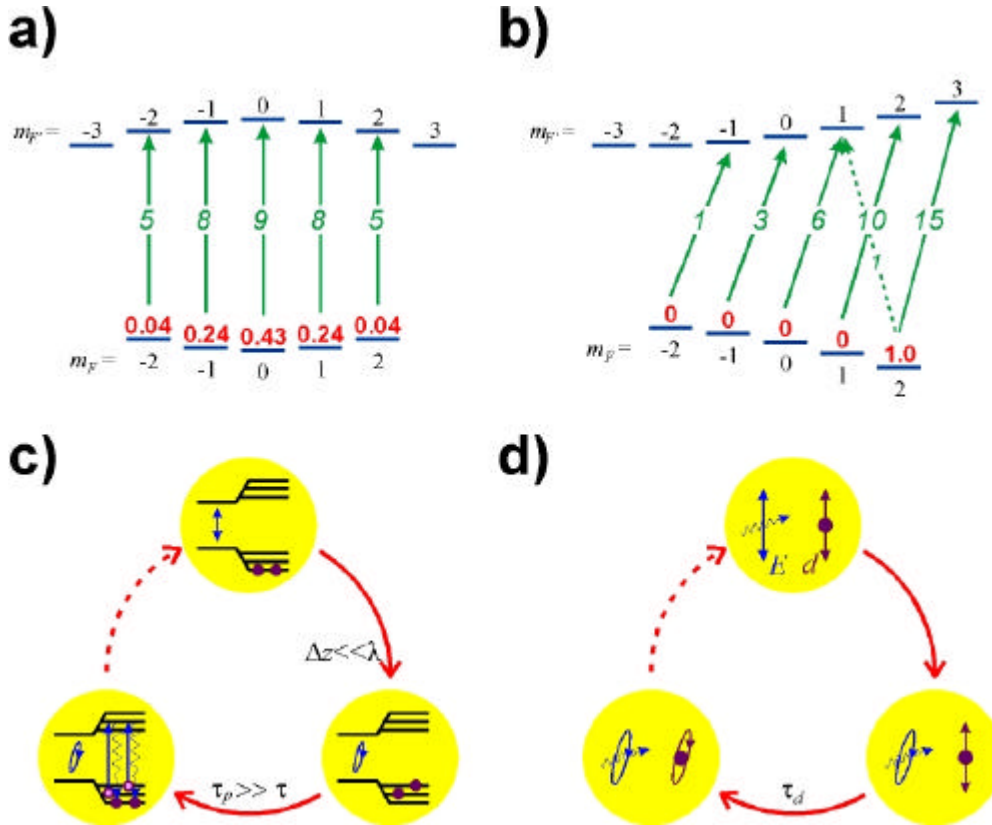 a)
-3 -2 -1 0 1 2 3
m_F' =
5 8 9 8 5
0.04 0.24 0.43 0.24 0.04
m_F =
-2 -1 0 1 2
b)
-3 -2 -1 0 1 2 3
m_F' =
1 3 6 10 15
1
0 0 0 0 1.0
m_F =
-2 -1 0 1 2
c)
Δz<<λ
τ_p >> τ
d)
E d
τ_d